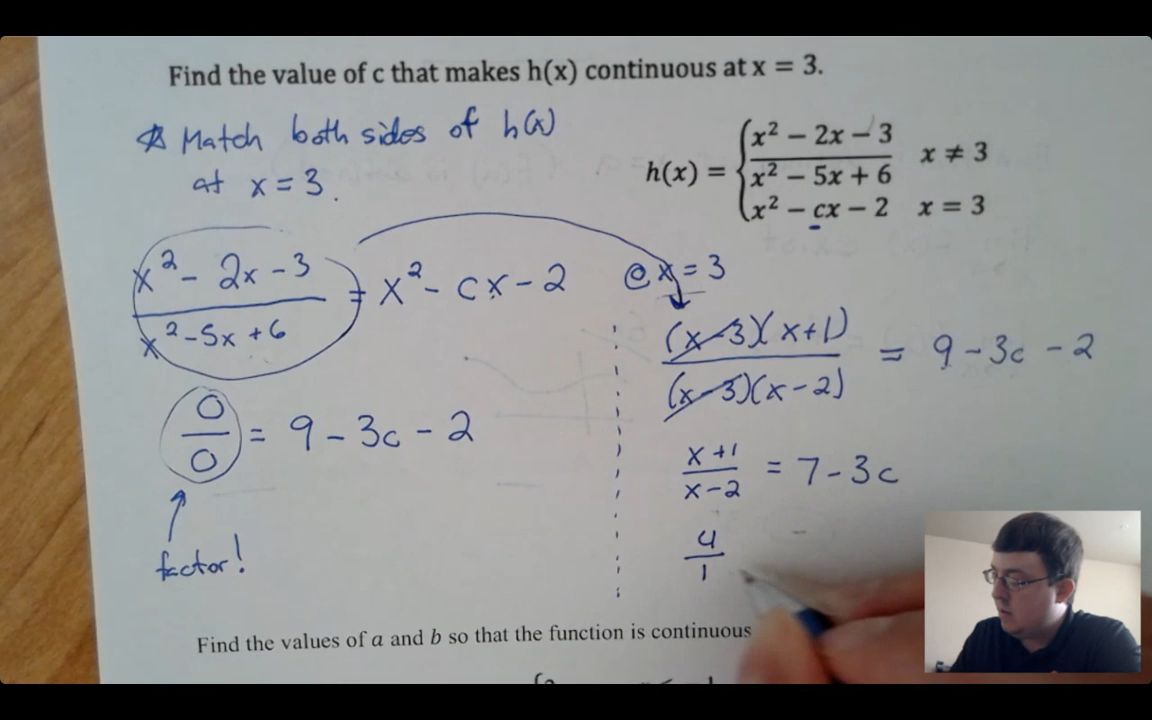 Find the value of c that makes h(x) continuous at x = 3.
☆ Match both sides of h(x)
at x = 3.
h(x) = { x² − 2x − 3 / x² − 5x + 6   x ≠ 3
x² − cx − 2   x = 3
x² - 2x - 3 / x² - 5x + 6 = x² - cx - 2   @ x = 3
0/0 = 9 - 3c - 2
factor!
(x-3)(x+1) / (x-3)(x-2) = 9 - 3c - 2
x+1 / x-2 = 7 - 3c
4/1
Find the values of a and b so that the function is continuous